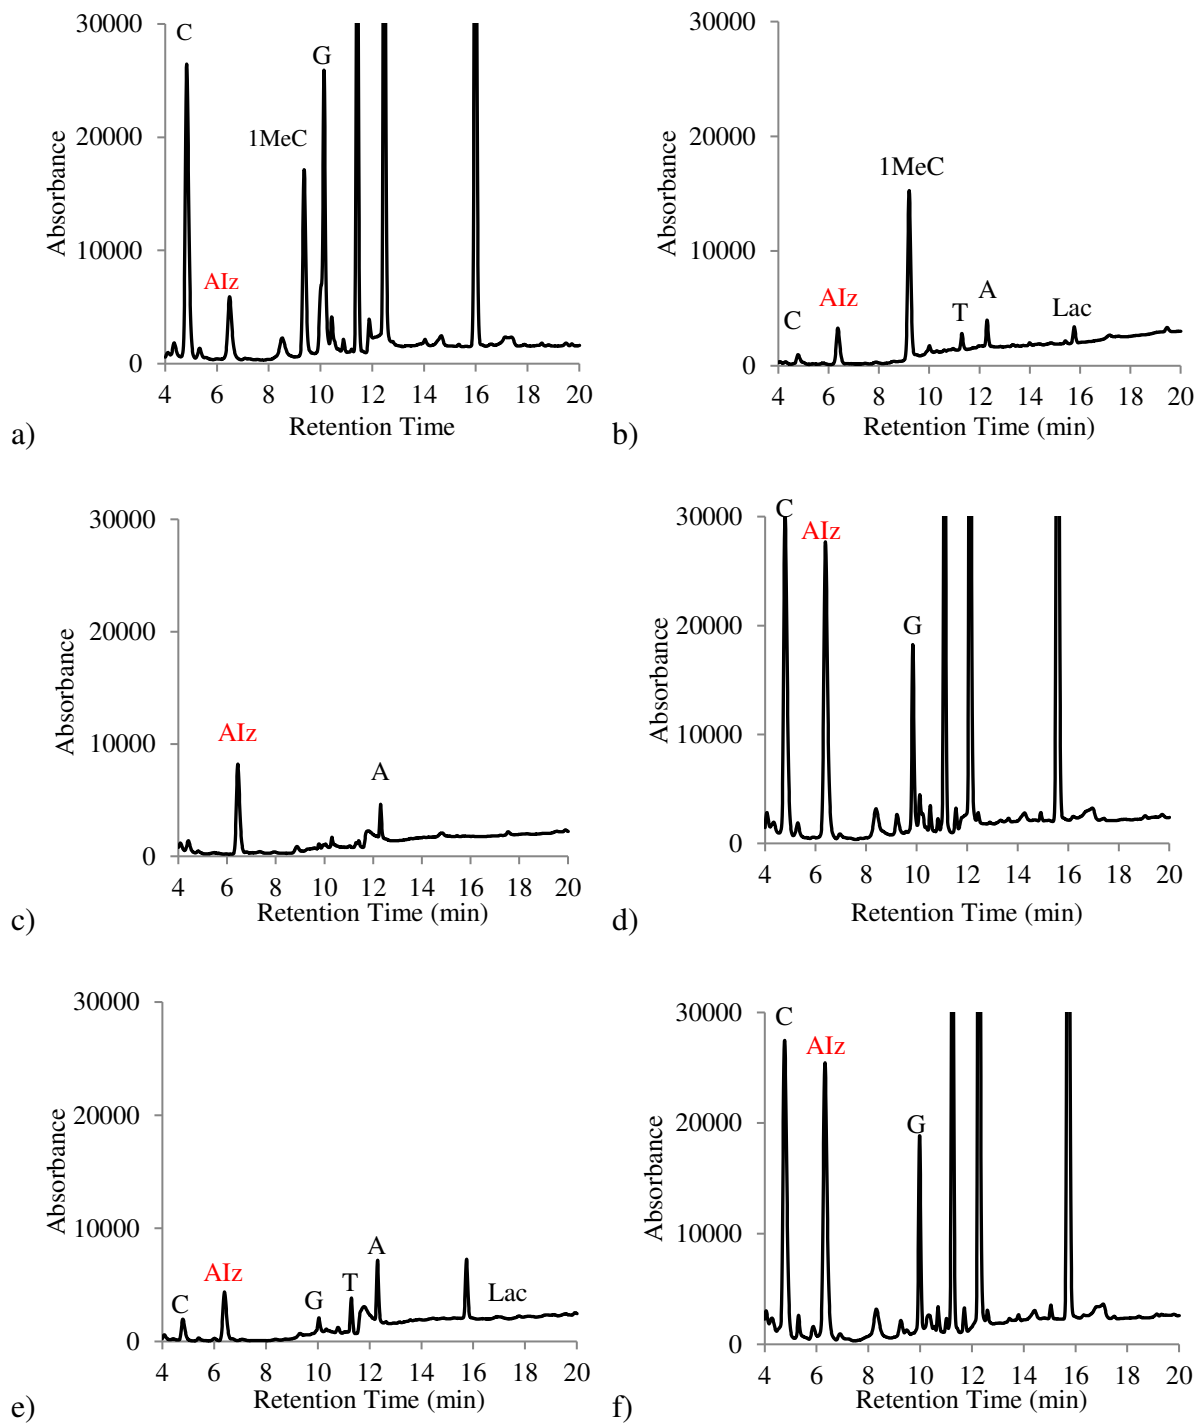 30000
20000
10000
0
Absorbance
C
AIz
1MeC
G
4 6 8 10 12 14 16 18 20
Retention Time
a)
30000
20000
10000
0
Absorbance
C
AIz
1MeC
T
A
Lac
4 6 8 10 12 14 16 18 20
Retention Time (min)
b)
30000
20000
10000
0
Absorbance
AIz
A
4 6 8 10 12 14 16 18 20
Retention Time (min)
c)
30000
20000
10000
0
Absorbance
C
AIz
G
4 6 8 10 12 14 16 18 20
Retention Time (min)
d)
30000
20000
10000
0
Absorbance
C
AIz
G
T
A
Lac
4 6 8 10 12 14 16 18 20
Retention Time (min)
e)
30000
20000
10000
0
Absorbance
C
AIz
G
4 6 8 10 12 14 16 18 20
Retention Time (min)
f)